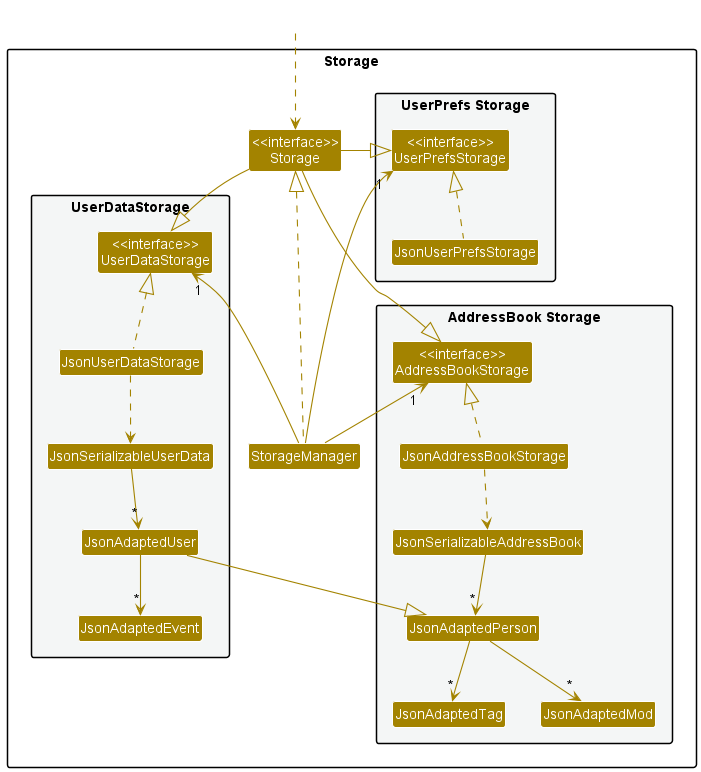 Storage
UserPrefs Storage
<<interface>>
Storage
<<interface>>
UserPrefsStorage
1
JsonUserPrefsStorage
UserDataStorage
<<interface>>
UserDataStorage
1
JsonUserDataStorage
JsonSerializableUserData
*
JsonAdaptedUser
*
JsonAdaptedEvent
StorageManager
AddressBook Storage
<<interface>>
AddressBookStorage
1
JsonAddressBookStorage
JsonSerializableAddressBook
*
JsonAdaptedPerson
*
*
JsonAdaptedTag
JsonAdaptedMod